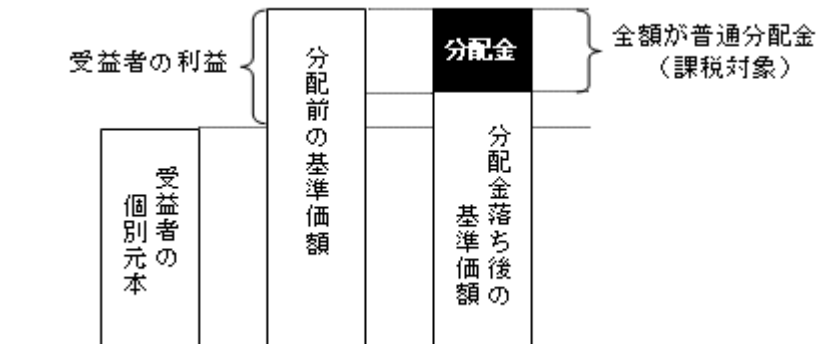 受益者の利益
分配前の基準価額
分配金
全額が普通分配金
（課税対象）
受益者の
個別元本
分配金落ち後の
基準価額